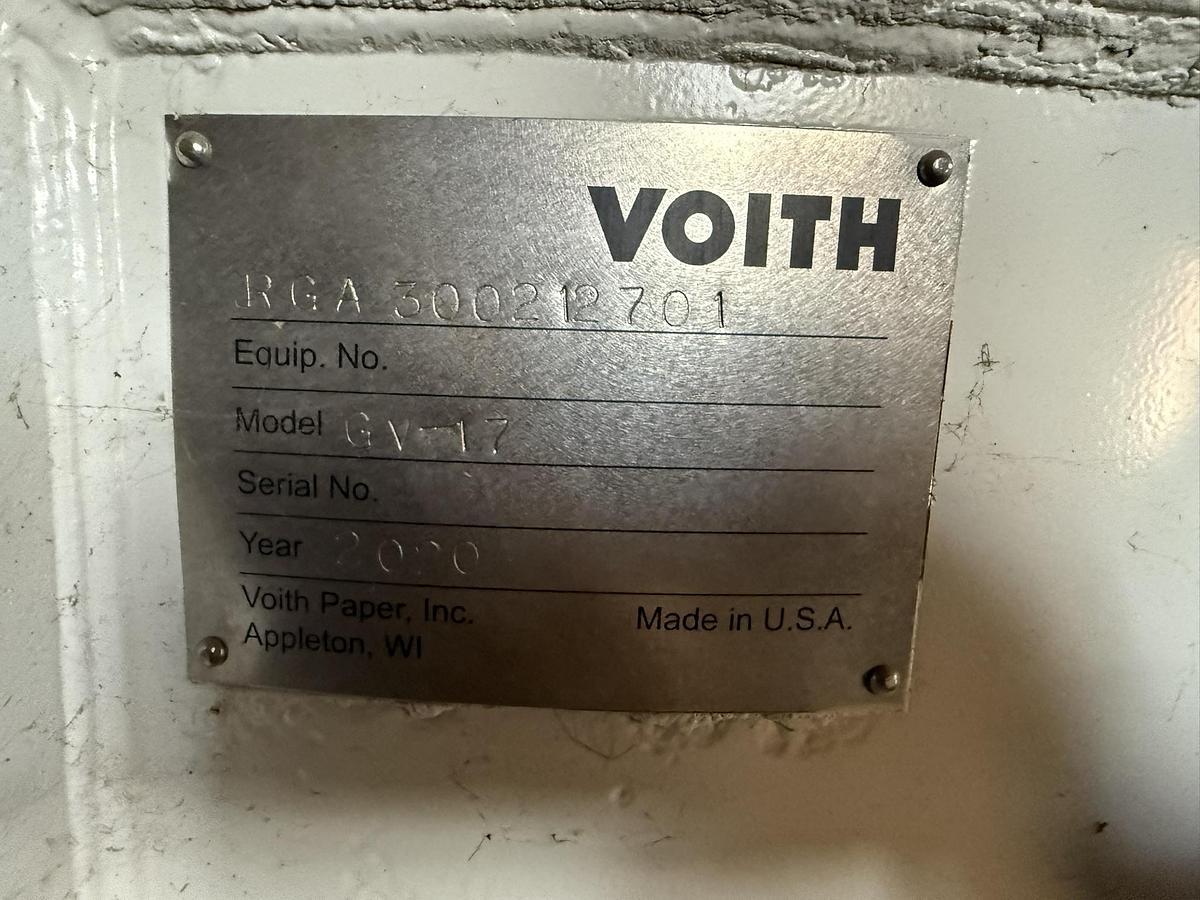 VOITH
RGA 300212701
Equip. No.
Model GV-17
Serial No.
Year 2020
Voith Paper, Inc.
Made in U.S.A.
Appleton, WI